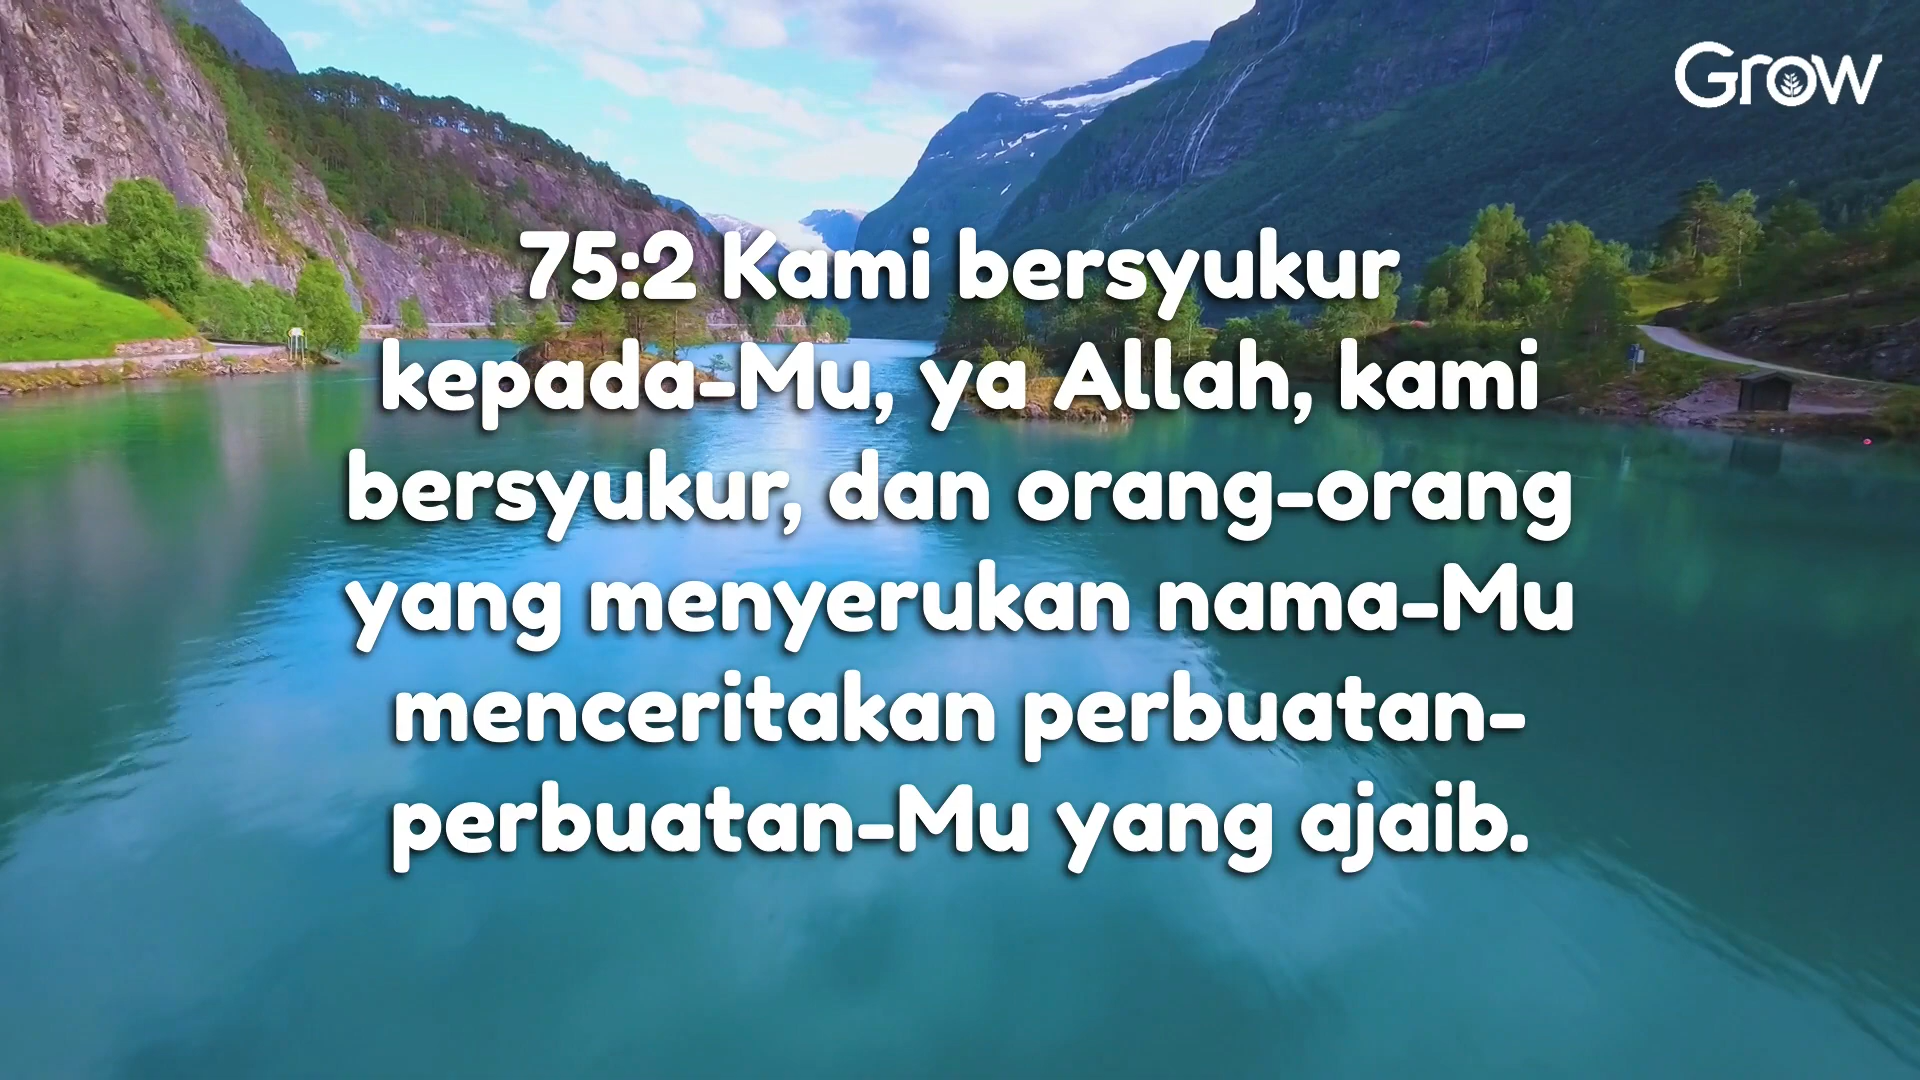 Grow
75:2 Kami bersyukur
kepada-Mu, ya Allah, kami
bersyukur, dan orang-orang
yang menyerukan nama-Mu
menceritakan perbuatan-
perbuatan-Mu yang ajaib.